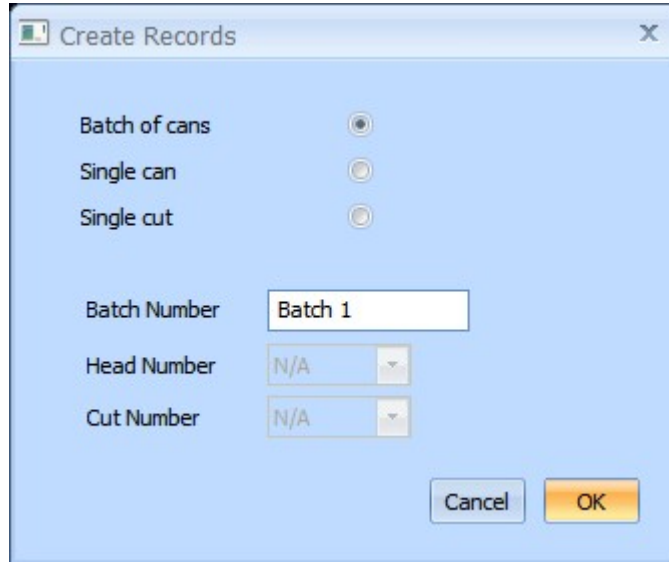 Create Records
Batch of cans
Single can
Single cut
Batch Number Batch 1
Head Number N/A
Cut Number N/A
Cancel OK